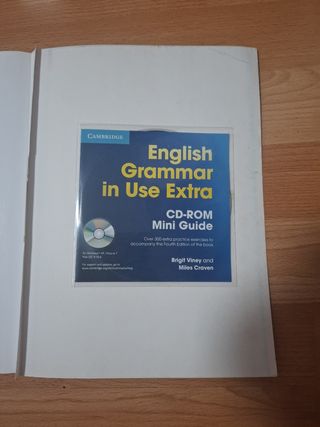 CAMBRIDGE
English
Grammar
in Use Extra
CD-ROM
Mini Guide
Over 300 extra practice exercises to
accompany the Fourth Edition of the book
Brigit Viney and
Miles Craven